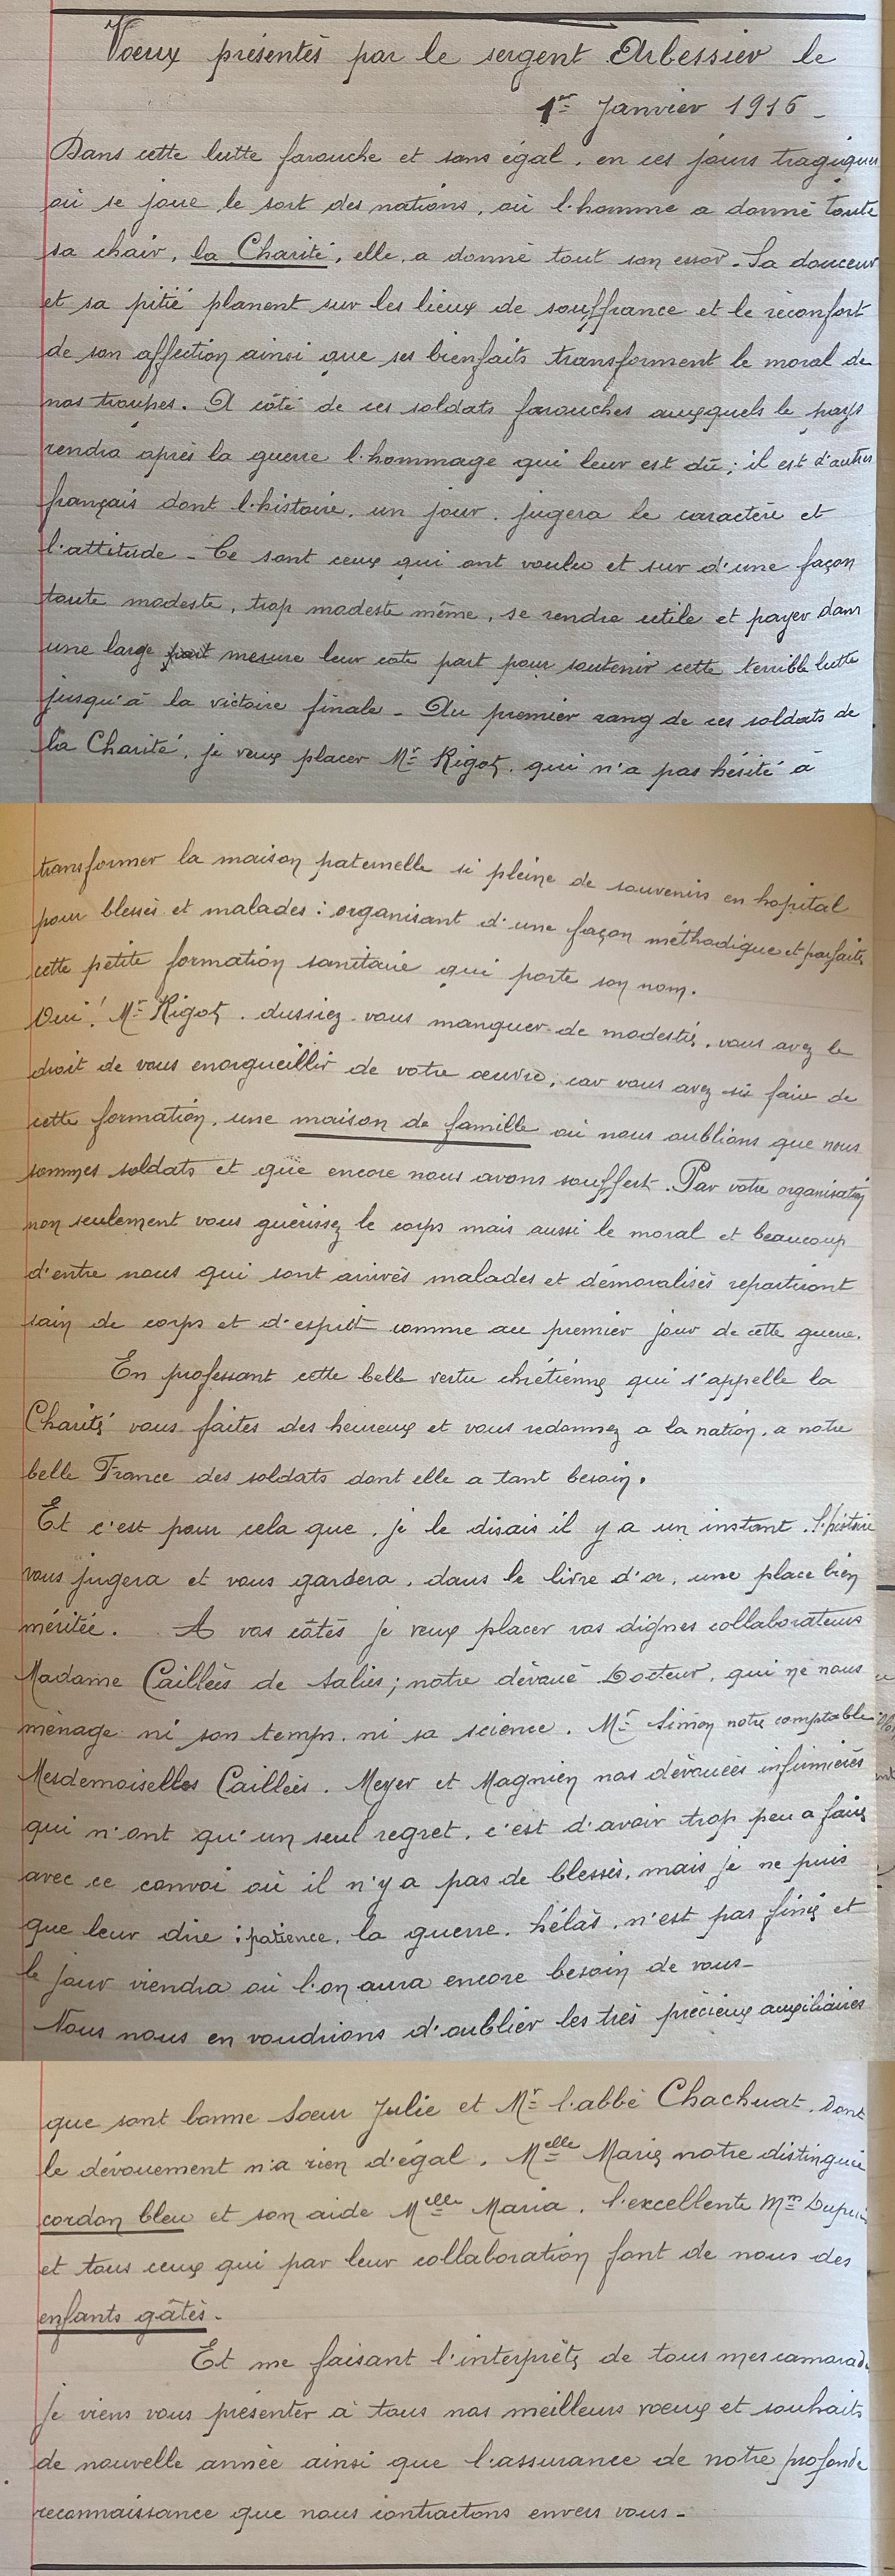 Vœux présentés par le sergent Arbessier le
1er Janvier 1916 _
Dans cette lutte farouche et sans égal, en ces jours tragiques
où se joue le sort des nations, où l'homme a donné toute
sa chair, la Charité, elle, a donné tout son essor. Sa douceur
et sa pitié planent sur les lieux de souffrance et le réconfort
de son affection ainsi que ses bienfaits transforment le moral de
nos troupes. A côté de ces soldats farouches auxquels le pays
rendra après la guerre l'hommage qui leur est dû ; il est d'autres
français dont l'histoire, un jour, jugera le caractère et
l'attitude _ Ce sont ceux qui ont voulu et sur d'une façon
toute modeste, trop modeste même, se rendre utile et payer dans
une large part mesure leur cote part pour soutenir cette terrible lutte
jusqu'à la victoire finale _ Au premier rang de ces soldats de
la Charité, je veux placer Mr Rigot, qui n'a pas hésité à
transformer la maison paternelle si pleine de souvenirs en hopital
pour blessés et malades : organisant d'une façon méthodique et parfaite
cette petite formation sanitaire qui porte son nom.
Oui ! Mr Rigot, dussiez-vous manquer de modestie, vous avez le
droit de vous enorgueillir de votre œuvre, car vous avez su faire de
cette formation, une maison de famille où nous oublions que nous
sommes soldats et que encore nous avons souffert. Par votre organisation
non seulement vous guérissez le corps mais aussi le moral et beaucoup
d'entre nous qui sont arrivés malades et démoralisés repartiront
sain de corps et d'esprit comme au premier jour de cette guerre.
En professant cette belle vertu chrétienne qui s'appelle la
Charité vous faites des heureux et vous redonnez a la nation, a notre
belle France des soldats dont elle a tant besoin.
Et c'est pour cela que, je le disais il y a un instant, l'histoire
vous jugera et vous gardera, dans le livre d'or, une place bien
méritée. A vos côtés je veux placer vos dignes collaborateurs
Madame Caillées de Salies ; notre dévoué Docteur, qui ne nous
ménage ni son temps, ni sa science. Mr Simon notre comptable
Mesdemoiselles Caillées, Meyer et Magnien nos dévouées infirmières
qui n'ont qu'un seul regret, c'est d'avoir trop peu a faire
avec ce convoi où il n'y a pas de blessés, mais je ne puis
que leur dire : patience, la guerre, hélas, n'est pas finie et
le jour viendra où l'on aura encore besoin de vous _
Nous nous en voudrions d'oublier les très précieux auxiliaires
que sont bonne Sœur Julie et Mr l'abbé Chachuat, dont
le dévouement n'a rien d'égal, Melle Marie notre distinguée
cordon bleu et son aide Melle Maria, l'excellente Mm Dupuis
et tous ceux qui par leur collaboration font de nous des
enfants gâtés.
Et me faisant l'interprête de tous mes camarades
je viens vous présenter à tous nos meilleurs vœux et souhaits
de nouvelle année ainsi que l'assurance de notre profonde
reconnaissance que nous contractons envers vous _